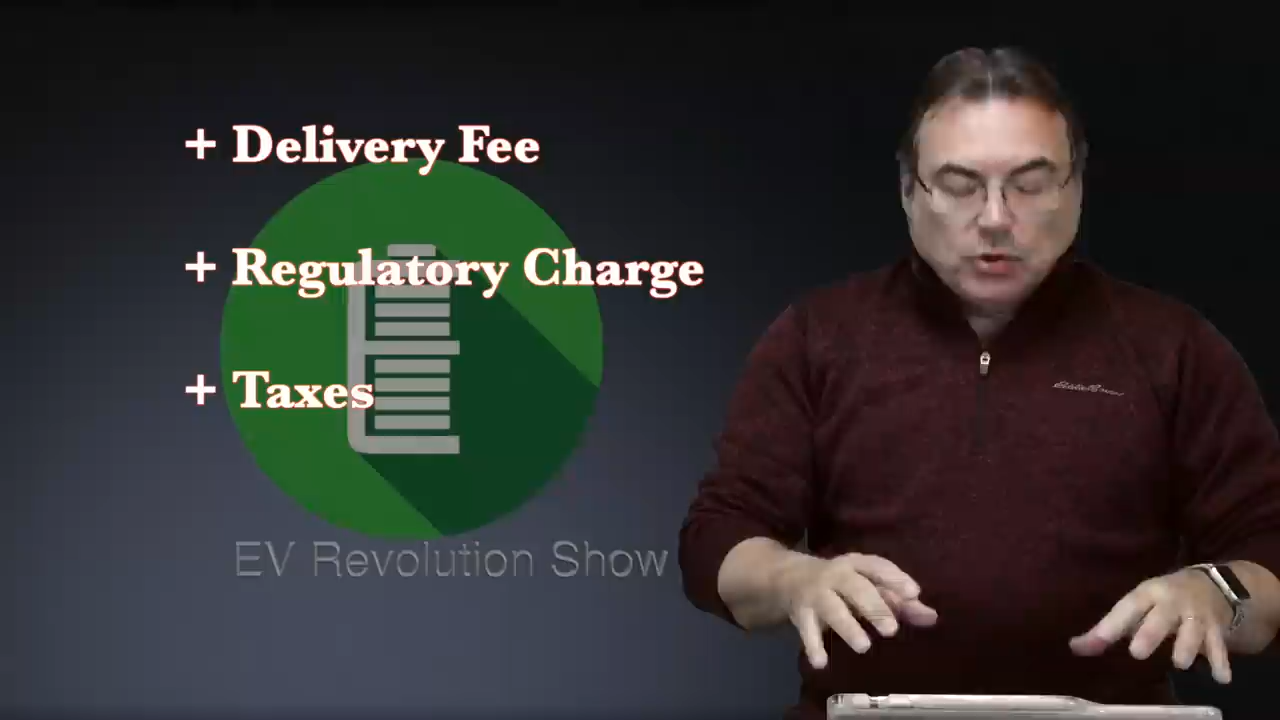 + Delivery Fee
+ Regulatory Charge
+ Taxes
EV Revolution Show